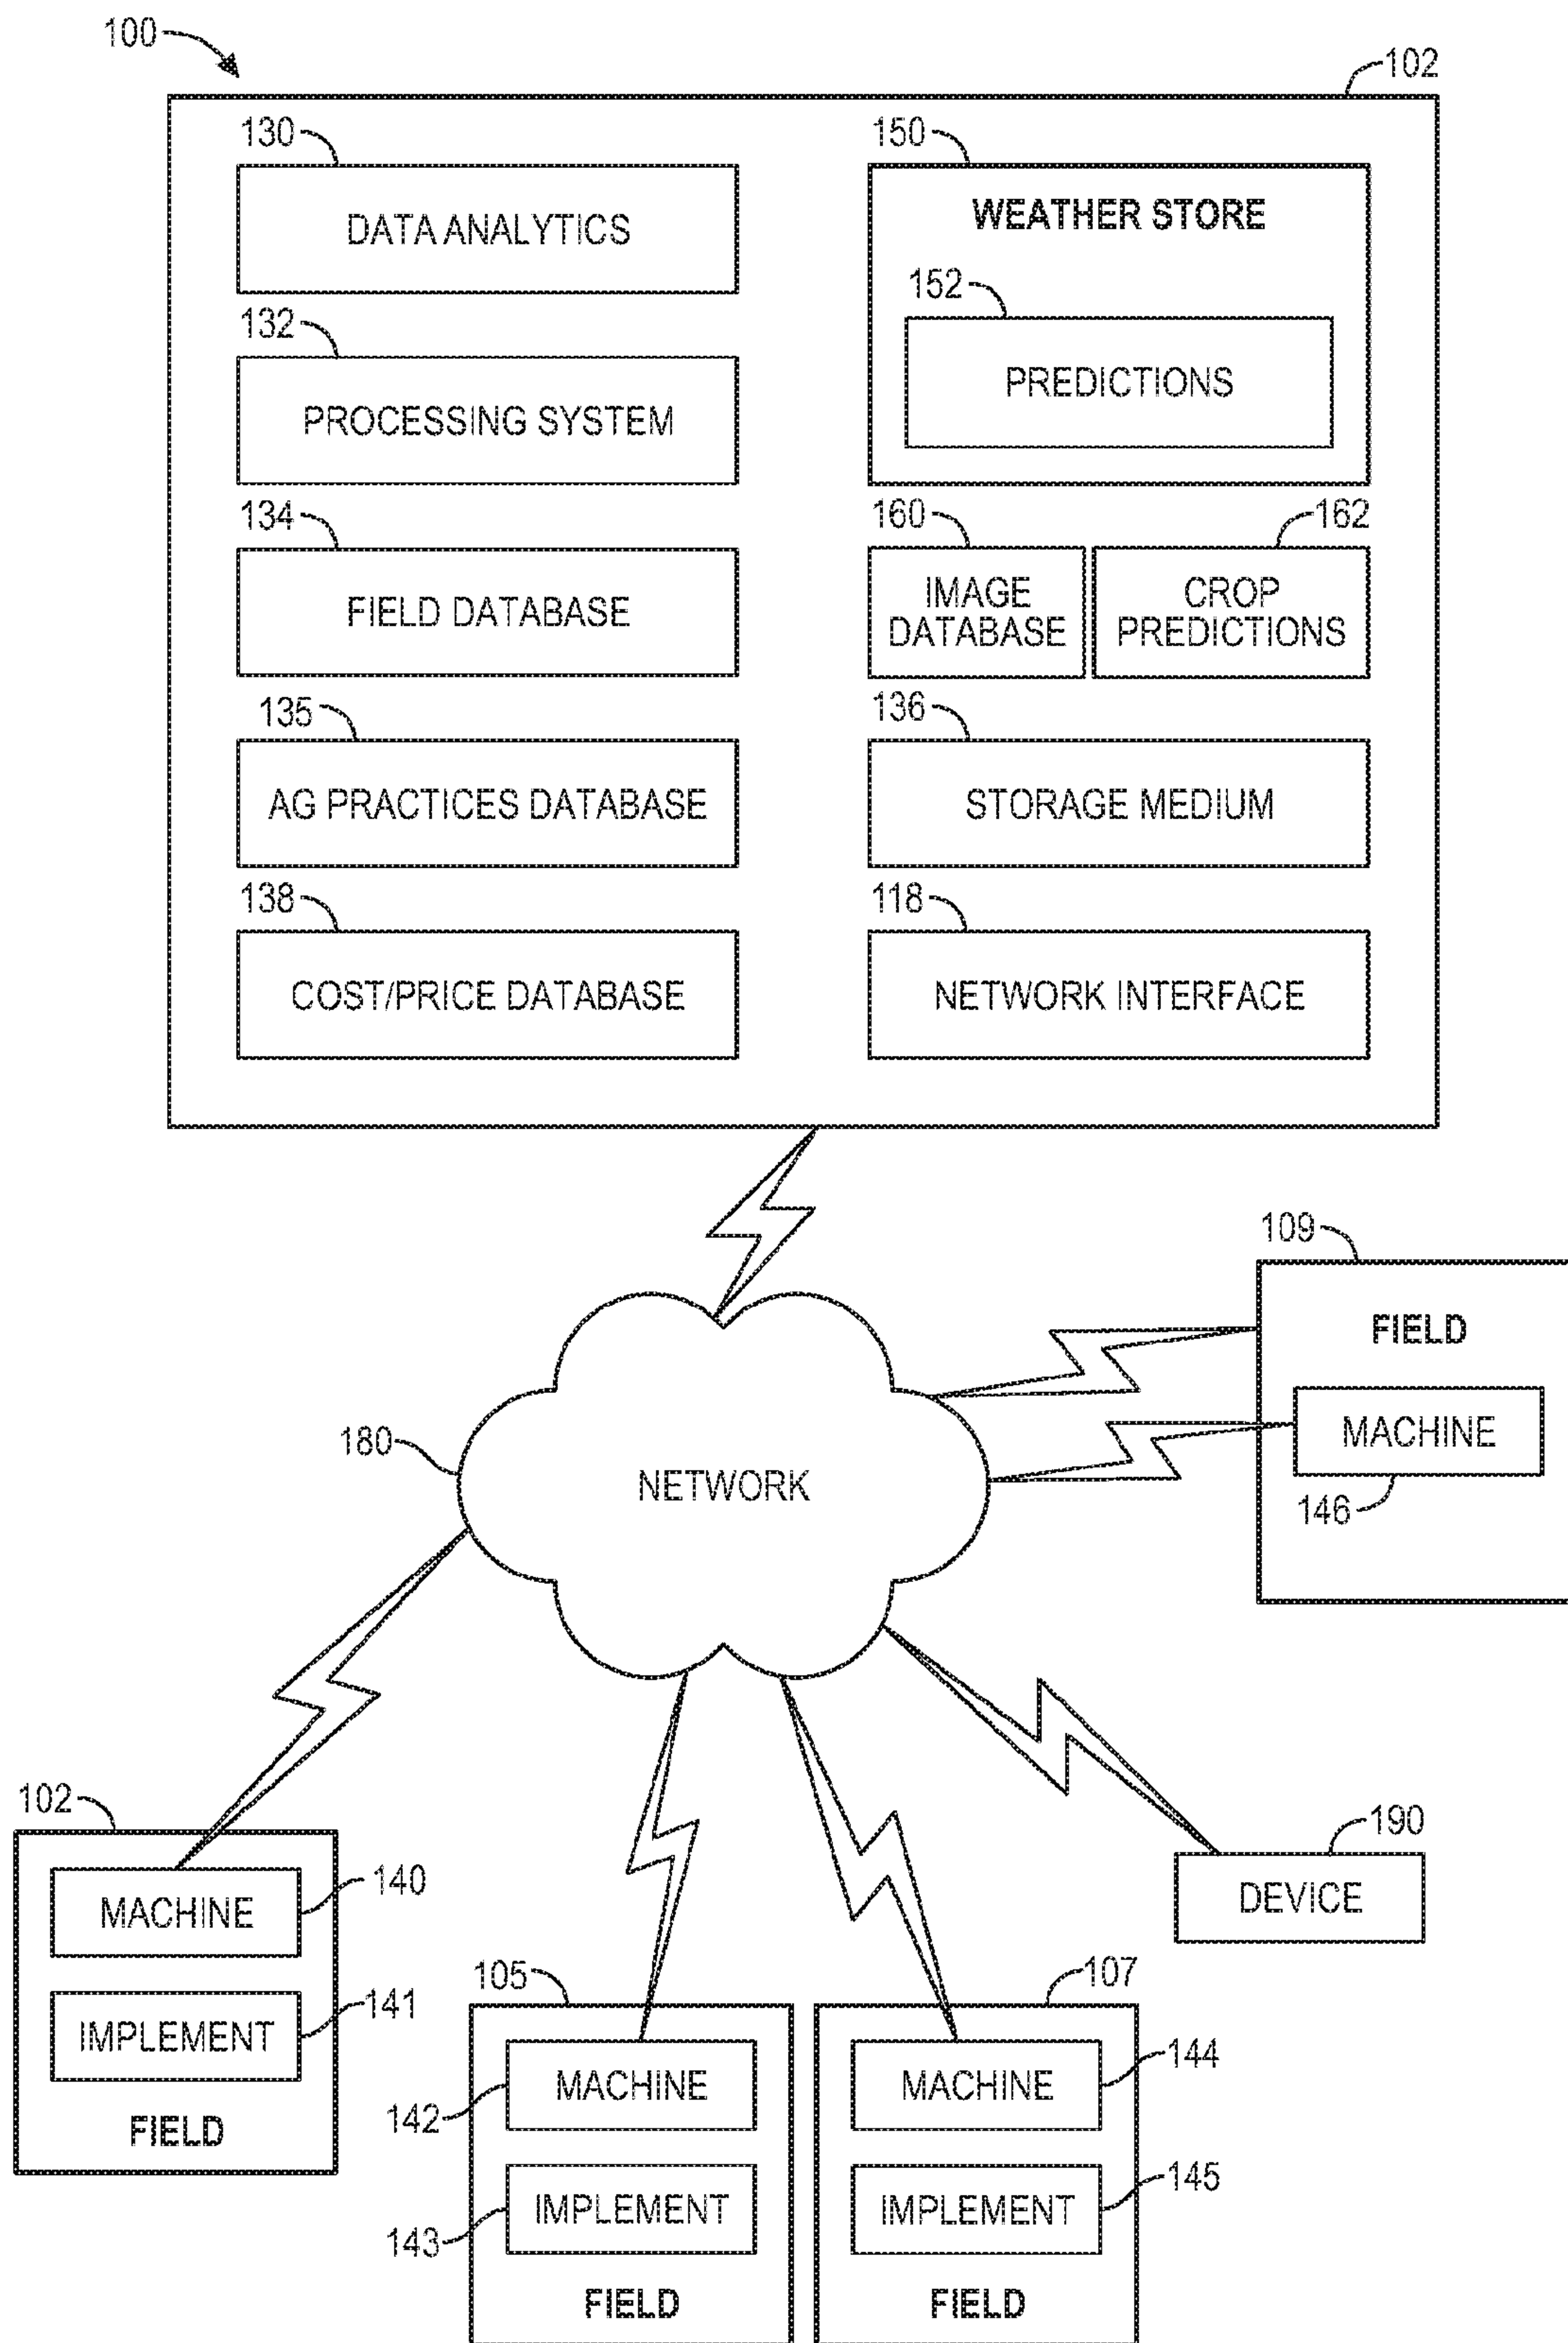 100
102
130
DATA ANALYTICS
132
PROCESSING SYSTEM
134
FIELD DATABASE
135
AG PRACTICES DATABASE
138
COST/PRICE DATABASE
150
WEATHER STORE
152
PREDICTIONS
160
IMAGE
DATABASE
162
CROP
PREDICTIONS
136
STORAGE MEDIUM
118
NETWORK INTERFACE
109
FIELD
MACHINE
146
180
NETWORK
102
MACHINE
140
IMPLEMENT
141
FIELD
105
MACHINE
142
IMPLEMENT
143
FIELD
107
MACHINE
144
IMPLEMENT
145
FIELD
190
DEVICE